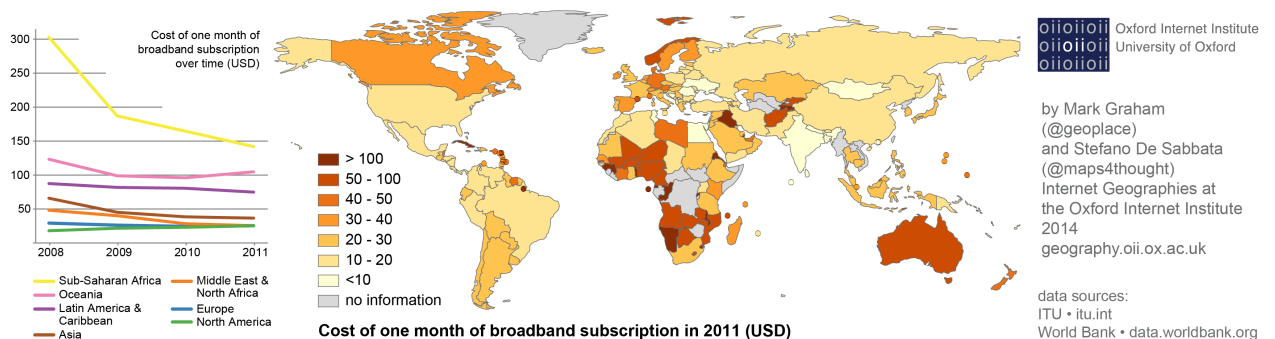 Cost of one month of
broadband subscription
over time (USD)
300
250
200
150
100
50
2008
2009
2010
2011
Sub-Saharan Africa
Oceania
Latin America &
Caribbean
Asia
Middle East &
North Africa
Europe
North America
> 100
50 - 100
40 - 50
30 - 40
20 - 30
10 - 20
<10
no information
Cost of one month of broadband subscription in 2011 (USD)
oiioiioii
oiioiioii
oiioiioii
Oxford Internet Institute
University of Oxford
by Mark Graham
(@geoplace)
and Stefano De Sabbata
(@maps4thought)
Internet Geographies at
the Oxford Internet Institute
2014
geography.oii.ox.ac.uk
data sources:
ITU • itu.int
World Bank • data.worldbank.org